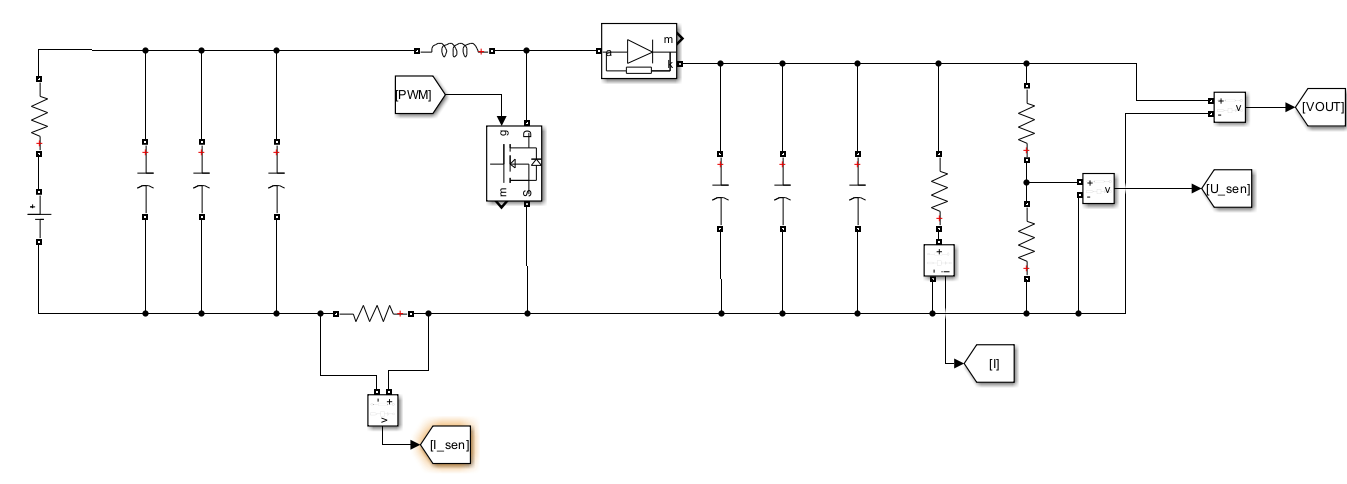 m
a
k
[PWM]
g
D
m
S
+
-
v
[VOUT]
+
-
v
[U_sen]
+
-
i
[I]
-
+
v
[I_sen]